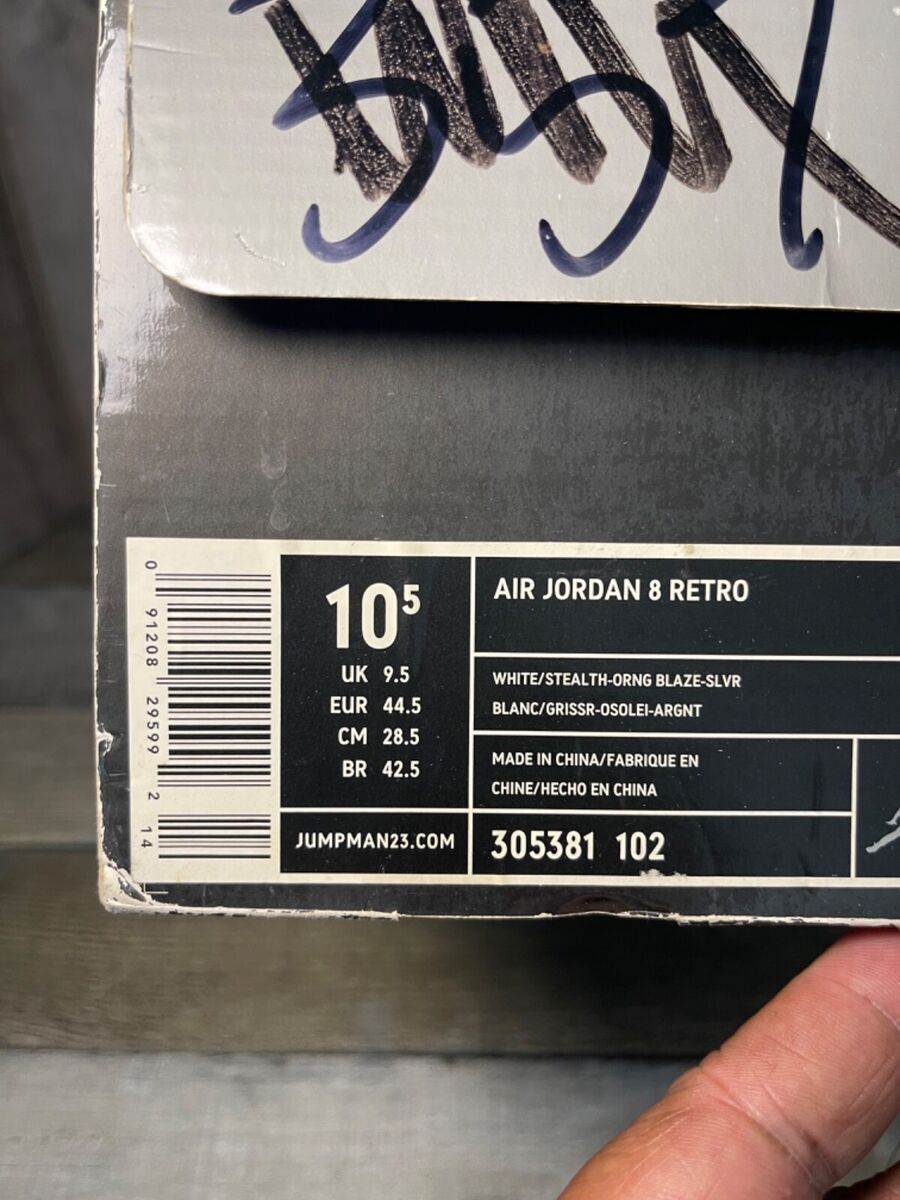 0 91208 29599 2 14
10⁵
UK 9.5
EUR 44.5
CM 28.5
BR 42.5
JUMPMAN23.COM
AIR JORDAN 8 RETRO
WHITE/STEALTH-ORNG BLAZE-SLVR
BLANC/GRISSR-OSOLEI-ARGNT
MADE IN CHINA/FABRIQUE EN
CHINE/HECHO EN CHINA
305381 102